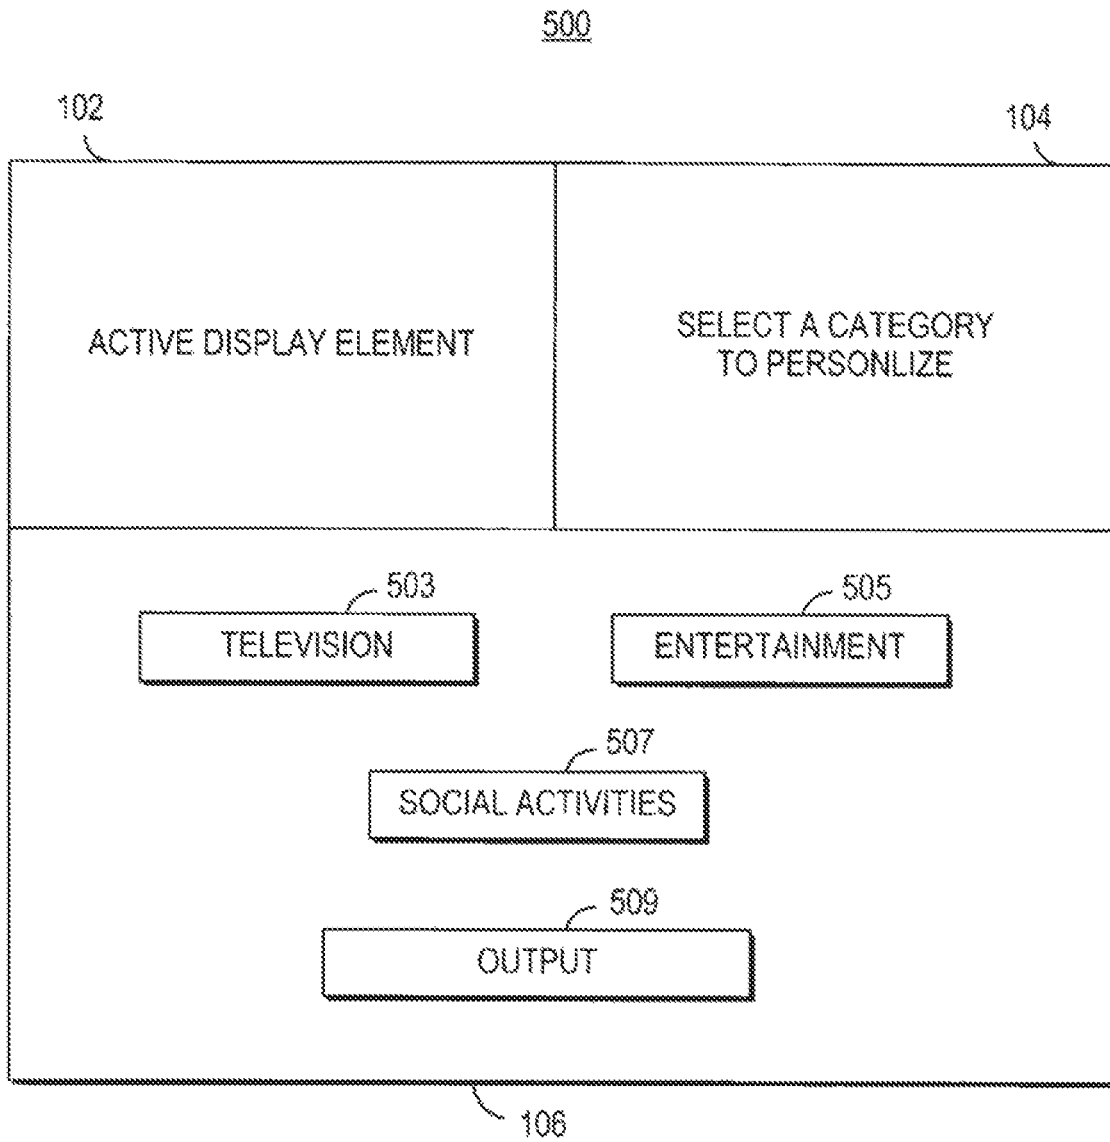 500
102
104
ACTIVE DISPLAY ELEMENT
SELECT A CATEGORY
TO PERSONLIZE
503
505
TELEVISION
ENTERTAINMENT
507
SOCIAL ACTIVITIES
509
OUTPUT
106